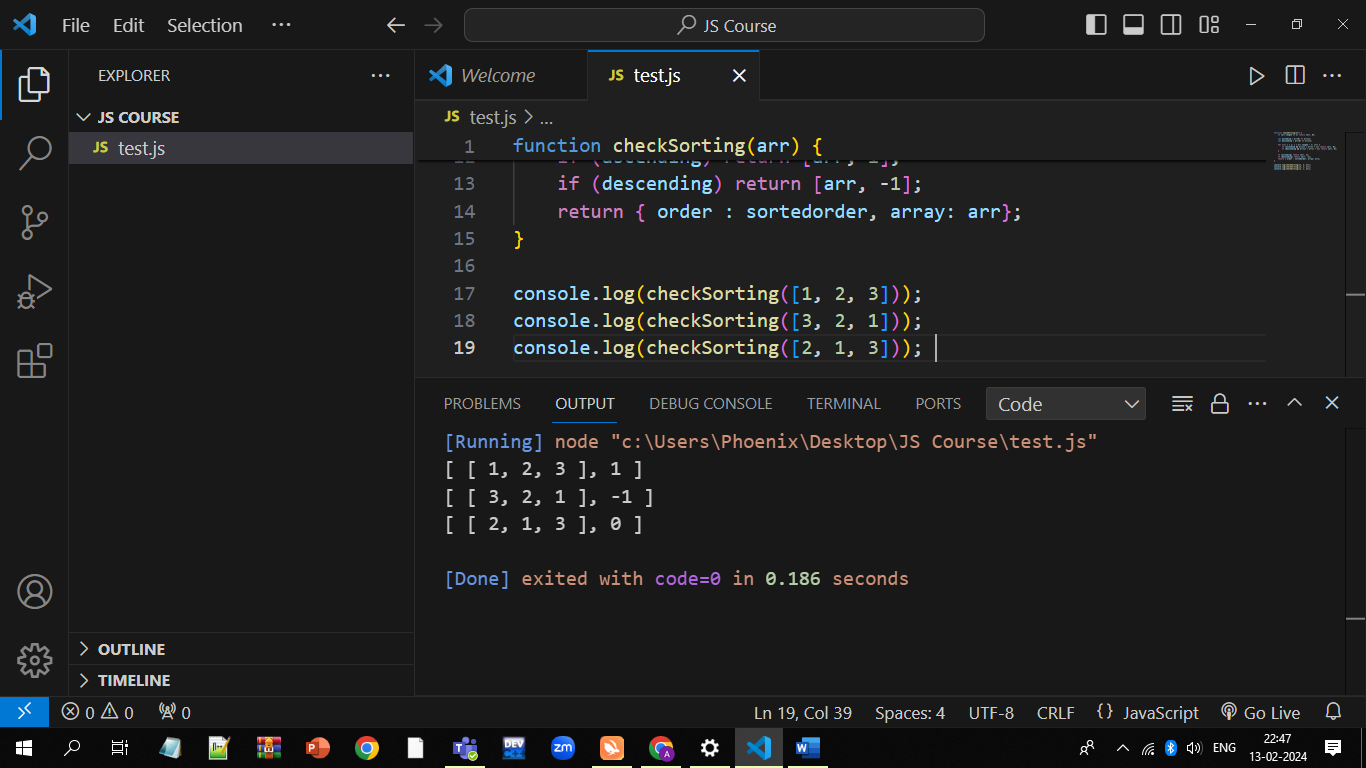 File Edit Selection ···
JS Course
EXPLORER ···
JS COURSE
JS test.js
OUTLINE
TIMELINE
Welcome
JS test.js
JS test.js > ...
1 function checkSorting(arr) {
13 if (descending) return [arr, -1];
14 return { order : sortedorder, array: arr};
15 }
16
17 console.log(checkSorting([1, 2, 3]));
18 console.log(checkSorting([3, 2, 1]));
19 console.log(checkSorting([2, 1, 3]));
PROBLEMS OUTPUT DEBUG CONSOLE TERMINAL PORTS Code
[Running] node "c:\Users\Phoenix\Desktop\JS Course\test.js"
[ [ 1, 2, 3 ], 1 ]
[ [ 3, 2, 1 ], -1 ]
[ [ 2, 1, 3 ], 0 ]
[Done] exited with code=0 in 0.186 seconds
0 0 0 Ln 19, Col 39 Spaces: 4 UTF-8 CRLF {} JavaScript Go Live
DEV zm ENG 22:47
13-02-2024